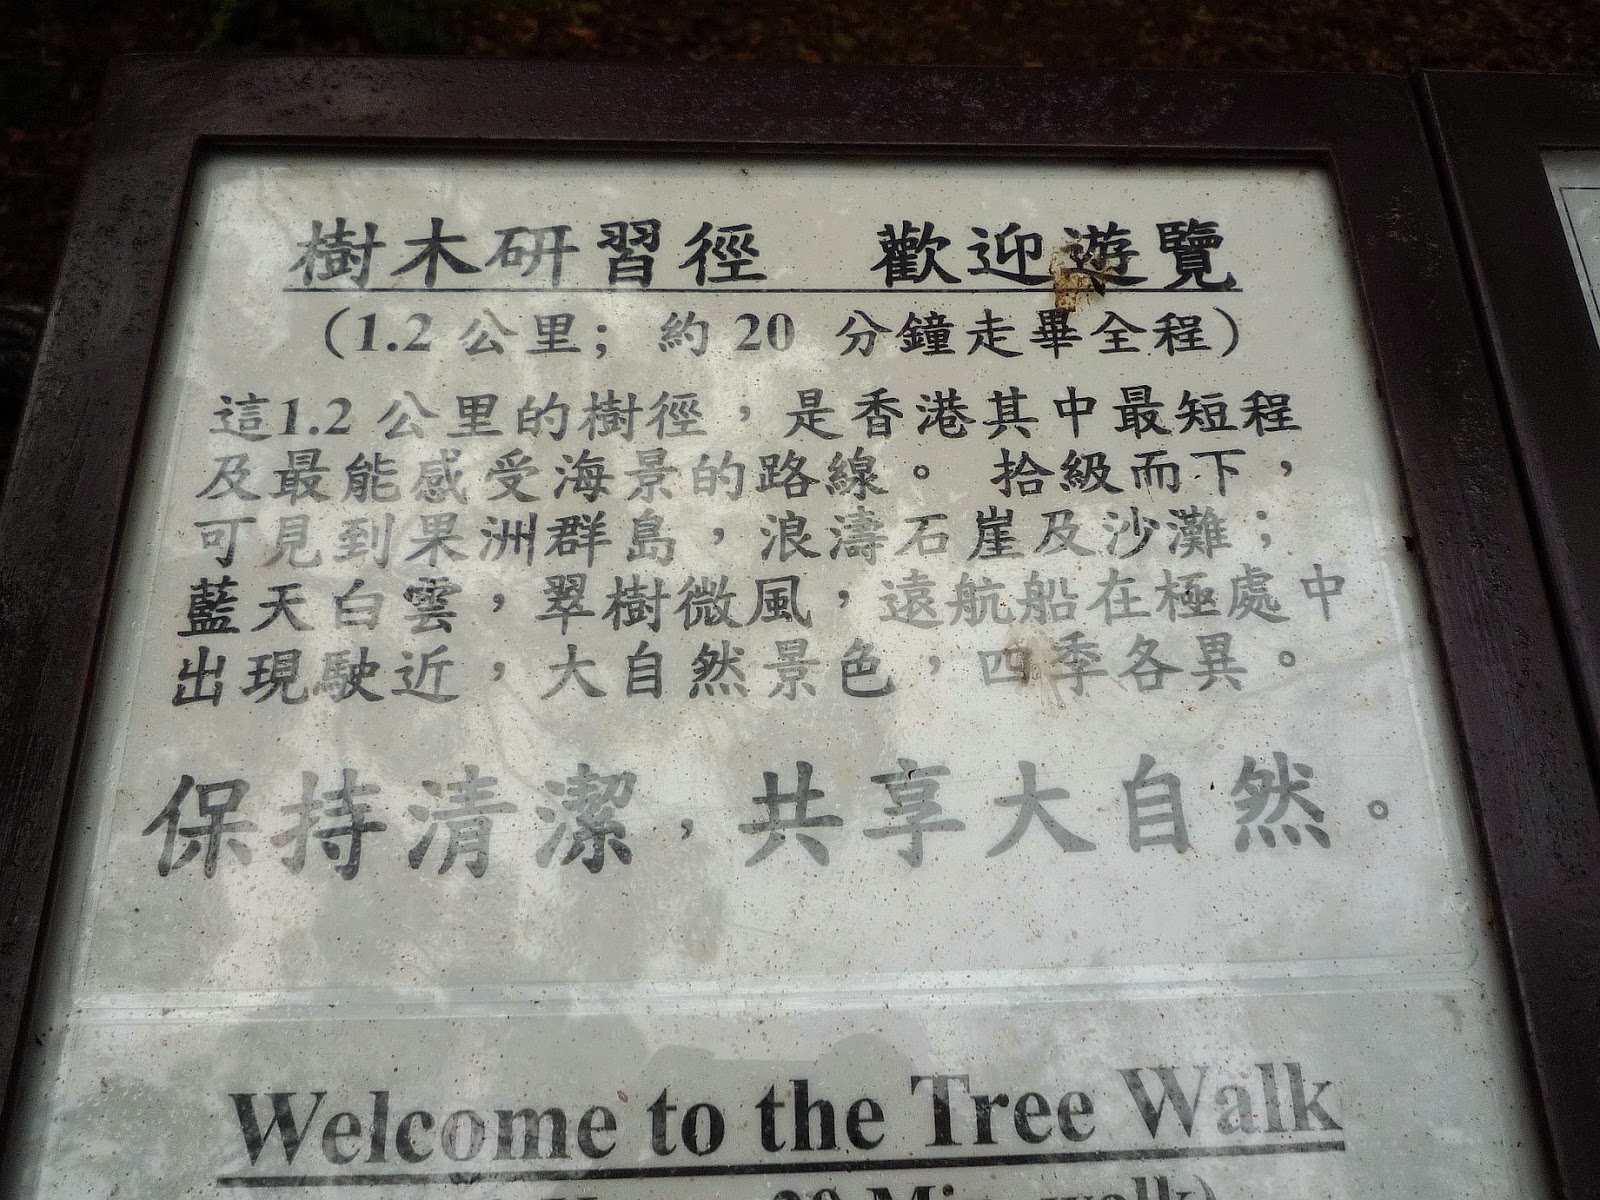 樹木研習徑 歡迎遊覽
(1.2 公里; 約 20 分鐘走畢全程)
這1.2 公里的樹徑，是香港其中最短程
及最能感受海景的路線。 拾級而下，
可見到果洲群島，浪濤石崖及沙灘；
藍天白雲，翠樹微風，遠航船在極處中
出現駛近，大自然景色，四季各異。
保持清潔，共享大自然。
Welcome to the Tree Walk
20 Min walk)